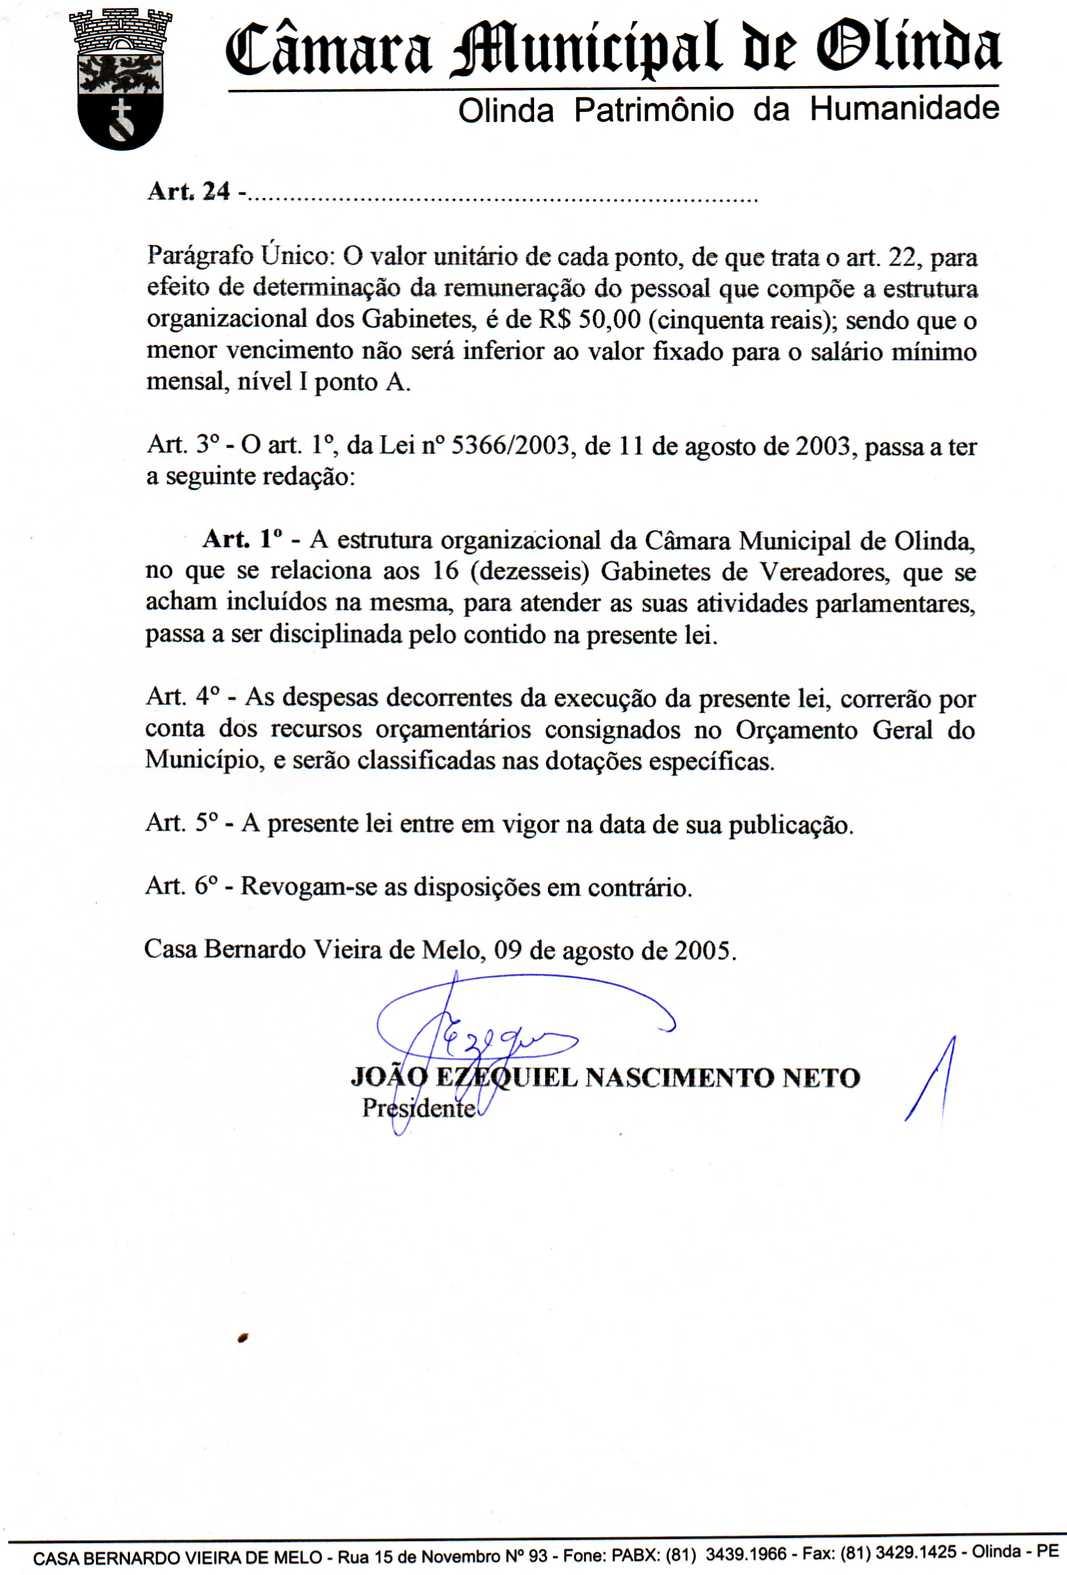 Câmara Municipal de Olinda
Olinda Patrimônio da Humanidade
Art. 24 -..........................................................................
Parágrafo Único: O valor unitário de cada ponto, de que trata o art. 22, para
efeito de determinação da remuneração do pessoal que compõe a estrutura
organizacional dos Gabinetes, é de R$ 50,00 (cinquenta reais); sendo que o
menor vencimento não será inferior ao valor fixado para o salário mínimo
mensal, nível I ponto A.
Art. 3º - O art. 1º, da Lei nº 5366/2003, de 11 de agosto de 2003, passa a ter
a seguinte redação:
Art. 1º - A estrutura organizacional da Câmara Municipal de Olinda,
no que se relaciona aos 16 (dezesseis) Gabinetes de Vereadores, que se
acham incluídos na mesma, para atender as suas atividades parlamentares,
passa a ser disciplinada pelo contido na presente lei.
Art. 4º - As despesas decorrentes da execução da presente lei, correrão por
conta dos recursos orçamentários consignados no Orçamento Geral do
Município, e serão classificadas nas dotações específicas.
Art. 5º - A presente lei entre em vigor na data de sua publicação.
Art. 6º - Revogam-se as disposições em contrário.
Casa Bernardo Vieira de Melo, 09 de agosto de 2005.
JOÃO EZEQUIEL NASCIMENTO NETO
Presidente
CASA BERNARDO VIEIRA DE MELO - Rua 15 de Novembro Nº 93 - Fone: PABX: (81) 3439.1966 - Fax: (81) 3429.1425 - Olinda - PE